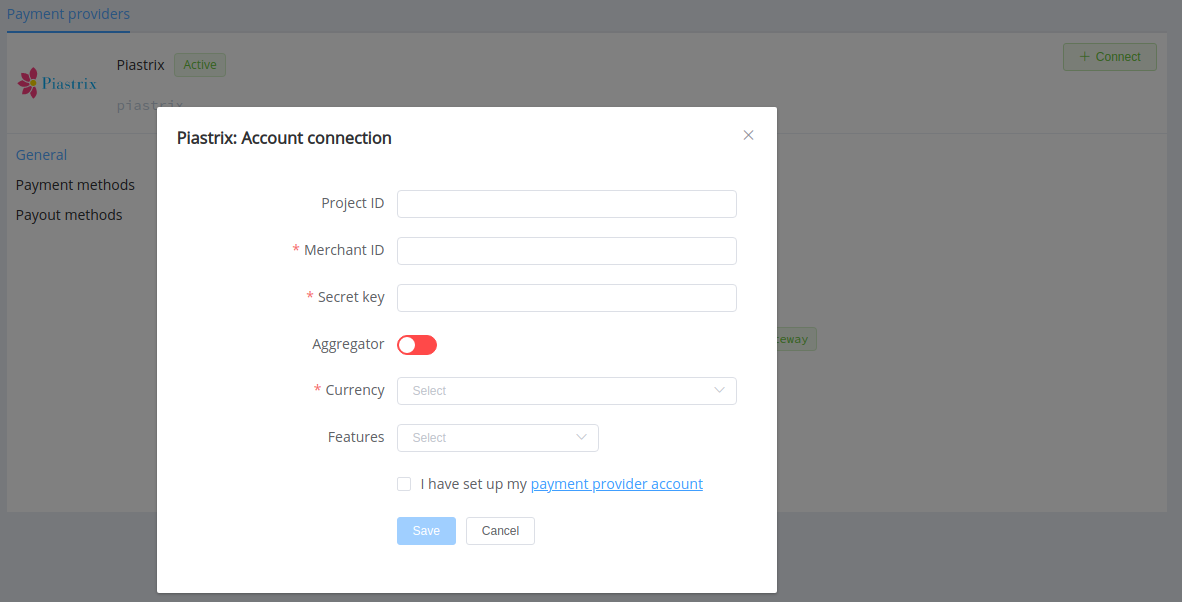 Payment providers
Piastrix
Piastrix Active
+ Connect
piastrix
General
Payment methods
Payout methods
Piastrix: Account connection
Project ID
* Merchant ID
* Secret key
Aggregator
* Currency Select
Features Select
I have set up my payment provider account
Save Cancel